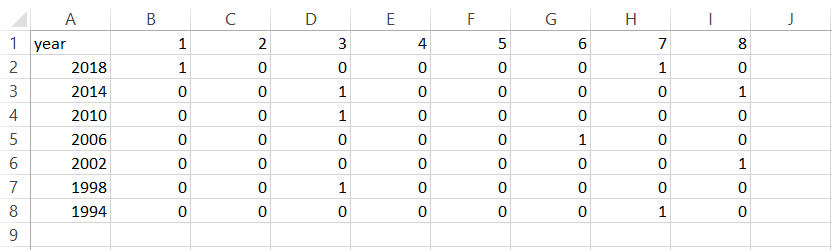 A B C D E F G H I J
1 year 1 2 3 4 5 6 7 8
2 2018 1 0 0 0 0 0 1 0
3 2014 0 0 1 0 0 0 0 1
4 2010 0 0 1 0 0 0 0 0
5 2006 0 0 0 0 0 1 0 0
6 2002 0 0 0 0 0 0 0 1
7 1998 0 0 1 0 0 0 0 0
8 1994 0 0 0 0 0 0 1 0
9